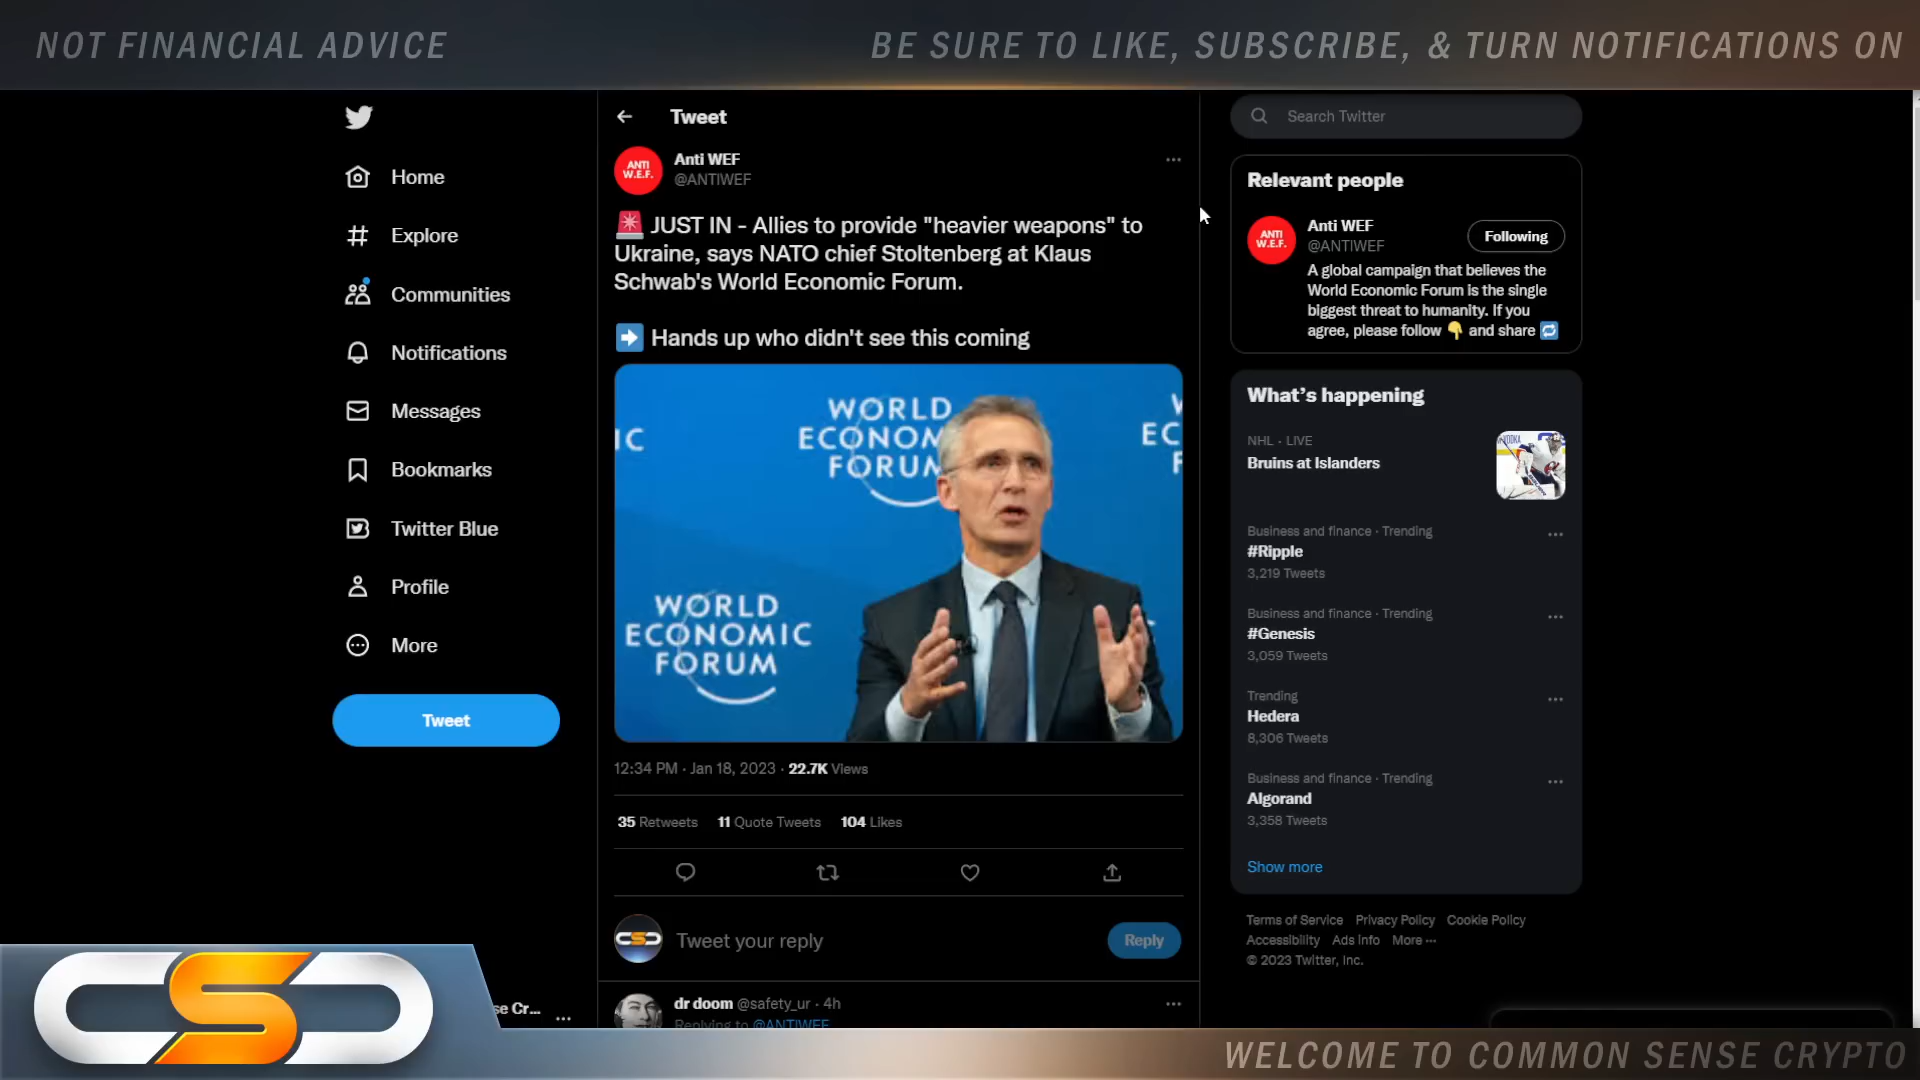 NOT FINANCIAL ADVICE
BE SURE TO LIKE, SUBSCRIBE, & TURN NOTIFICATIONS ON
Home
Explore
Communities
Notifications
Messages
Bookmarks
Twitter Blue
Profile
More
Tweet
Tweet
ANTI
W.E.F.
Anti WEF
@ANTIWEF
🚨 JUST IN - Allies to provide "heavier weapons" to
Ukraine, says NATO chief Stoltenberg at Klaus
Schwab's World Economic Forum.
➡️ Hands up who didn't see this coming
IC
WORLD
ECONOM
FORUM
EC
WORLD
ECONOMIC
FORUM
12:34 PM · Jan 18, 2023 · 22.7K Views
35 Retweets 11 Quote Tweets 104 Likes
Tweet your reply
Reply
dr doom @safety_ur · 4h
Replying to @ANTIWEF
Search Twitter
Relevant people
ANTI
W.E.F.
Anti WEF
@ANTIWEF
Following
A global campaign that believes the
World Economic Forum is the single
biggest threat to humanity. If you
agree, please follow 👇 and share 🔁
What's happening
NHL · LIVE
Bruins at Islanders
Business and finance · Trending
#Ripple
3,219 Tweets
Business and finance · Trending
#Genesis
3,059 Tweets
Trending
Hedera
8,306 Tweets
Business and finance · Trending
Algorand
3,358 Tweets
Show more
Terms of Service Privacy Policy Cookie Policy
Accessibility Ads info More ···
© 2023 Twitter, Inc.
CSC
se Cr...
WELCOME TO COMMON SENSE CRYPTO